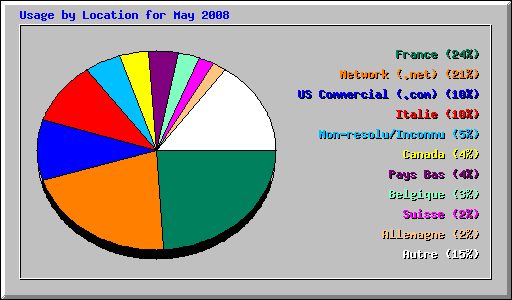 Usage by Location for May 2008
France (24%)
Network (.net) (21%)
US Commercial (.com) (10%)
Italie (10%)
Non-resolu/Inconnu (5%)
Canada (4%)
Pays Bas (4%)
Belgique (3%)
Suisse (2%)
Allemagne (2%)
Autre (15%)